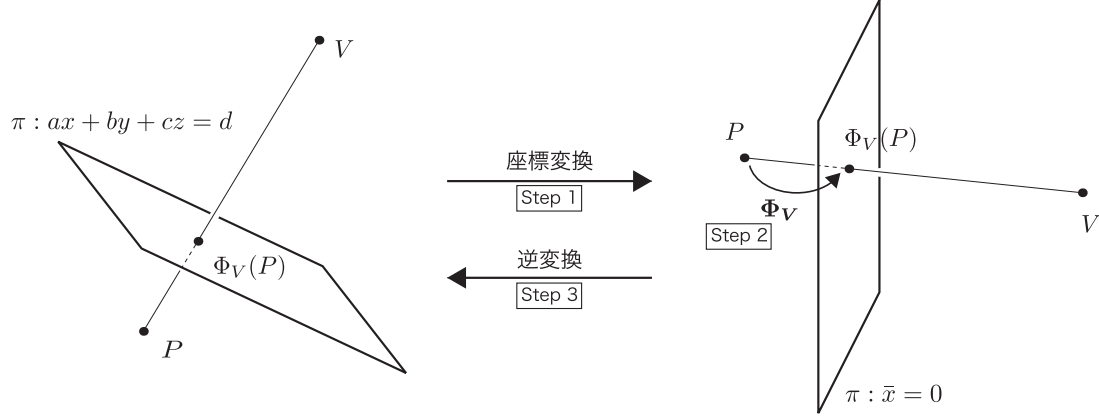 V
π : ax + by + cz = d
Φ_V(P)
P
座標変換
Step 1
逆変換
Step 3
P
Φ_V(P)
Φ_V
Step 2
V
π : x̄ = 0